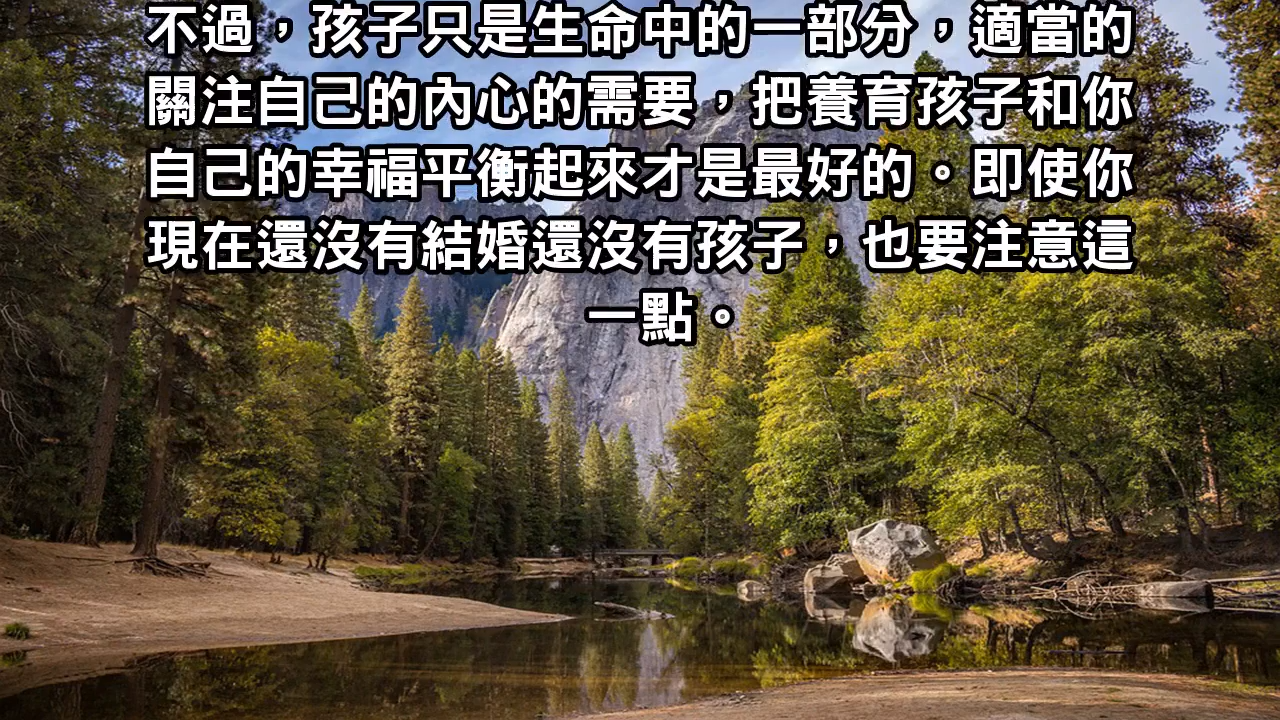 不過，孩子只是生命中的一部分，適當的
關注自己的內心的需要，把養育孩子和你
自己的幸福平衡起來才是最好的。即使你
現在還沒有結婚還沒有孩子，也要注意這
一點。